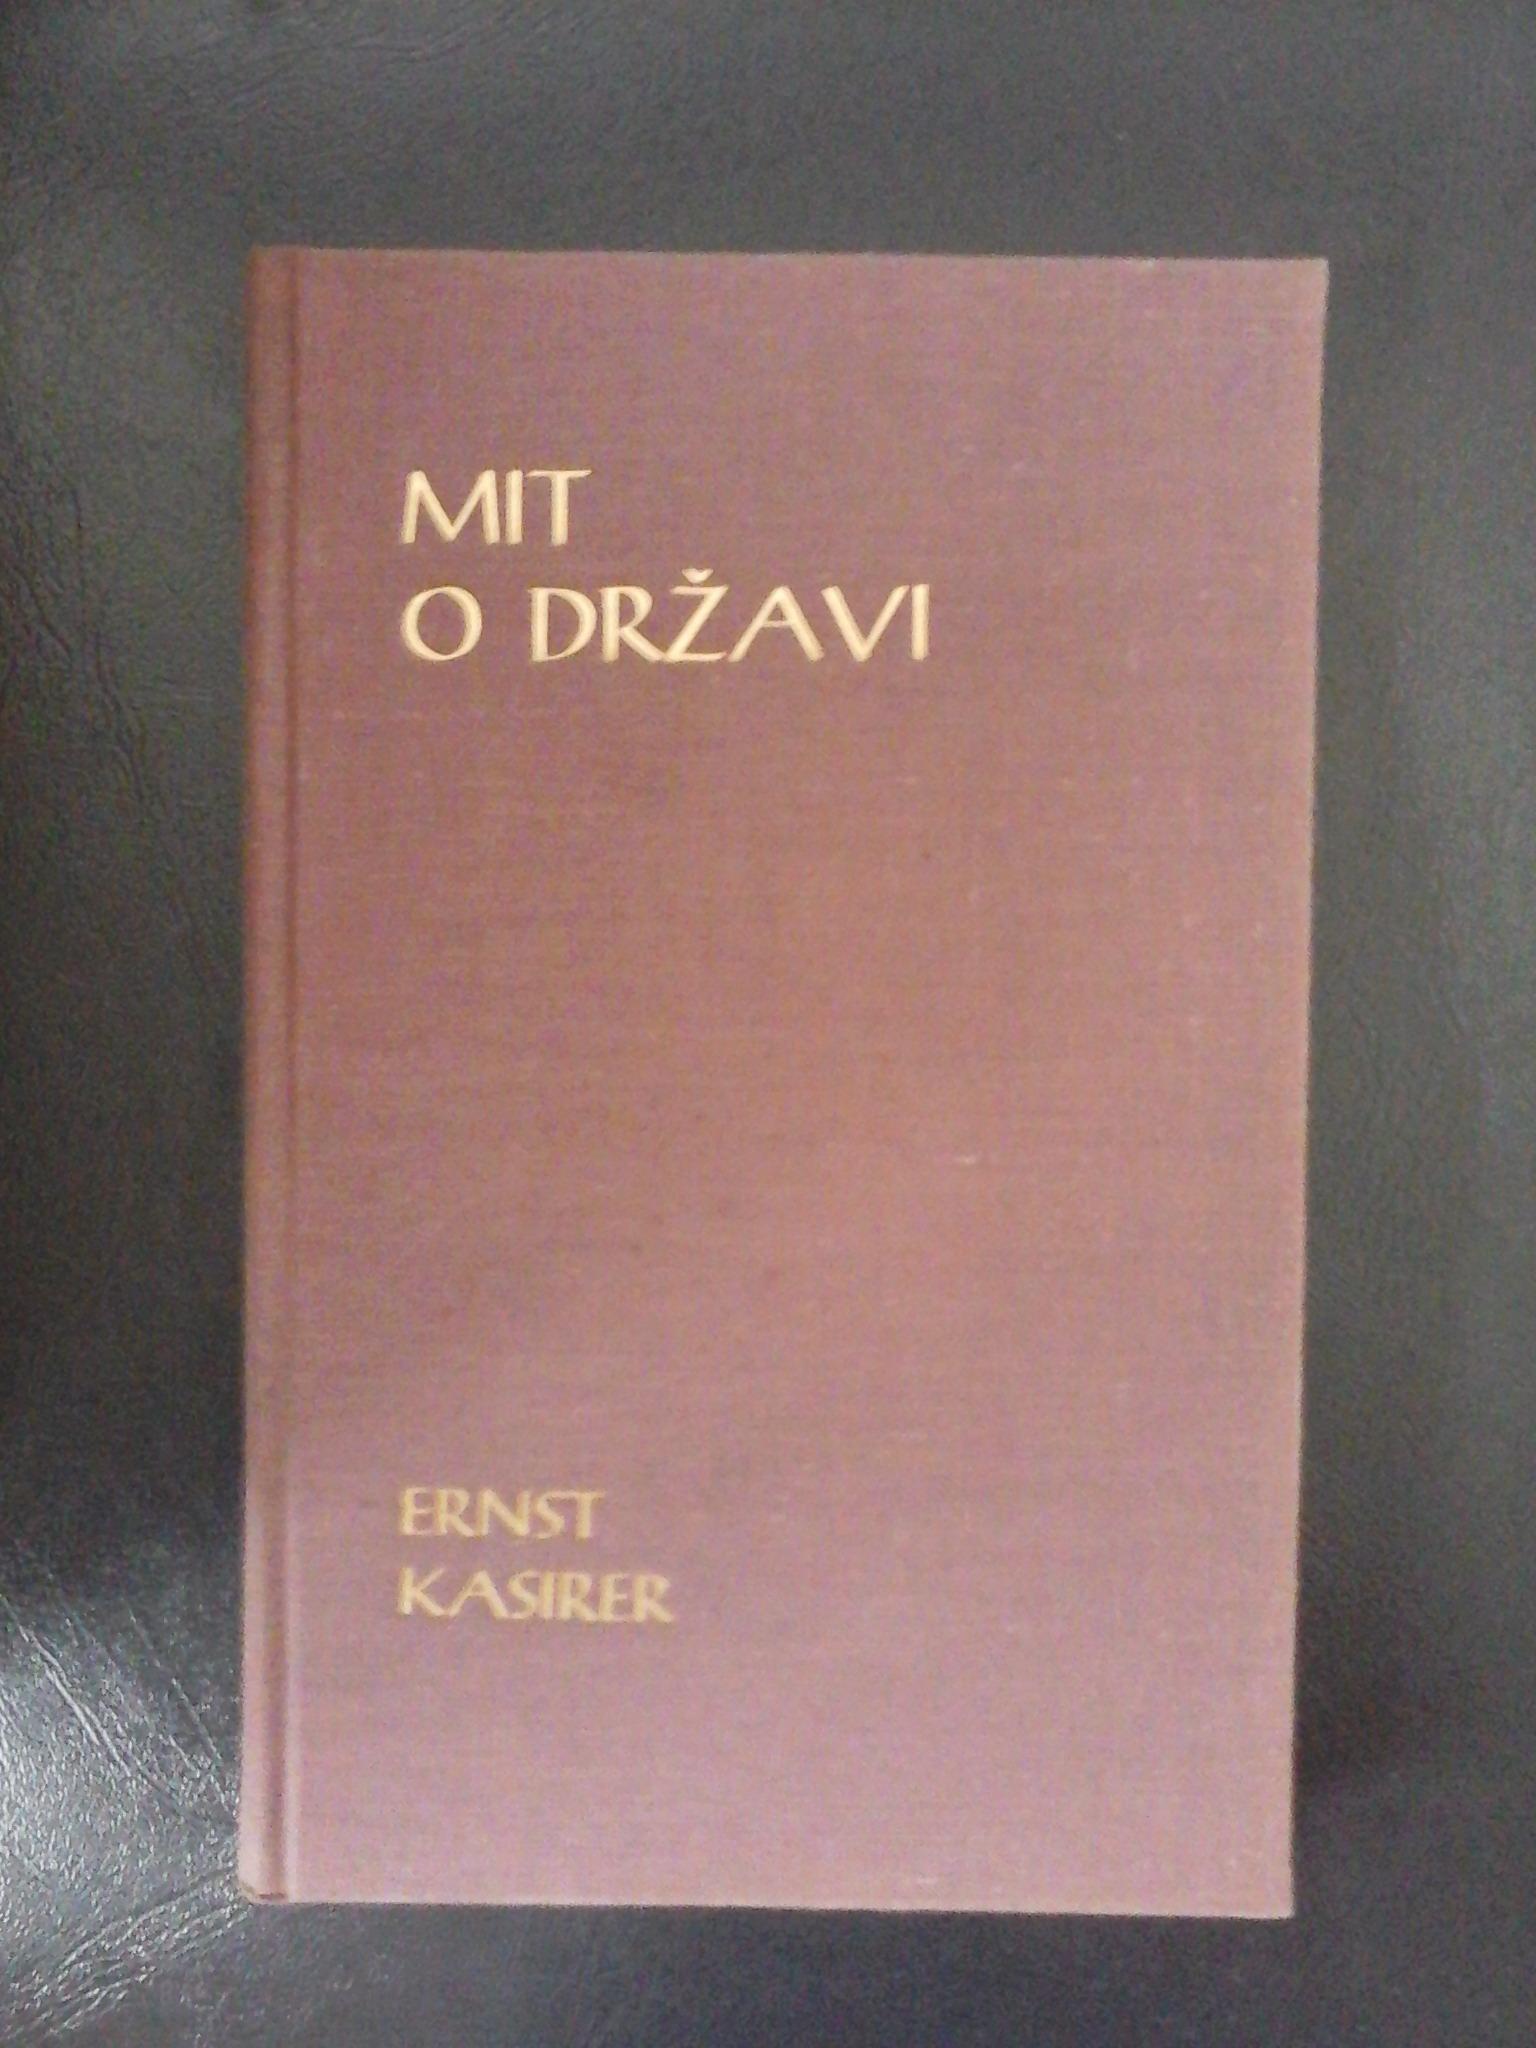 MIT
O DRŽAVI
ERNST
KASIRER